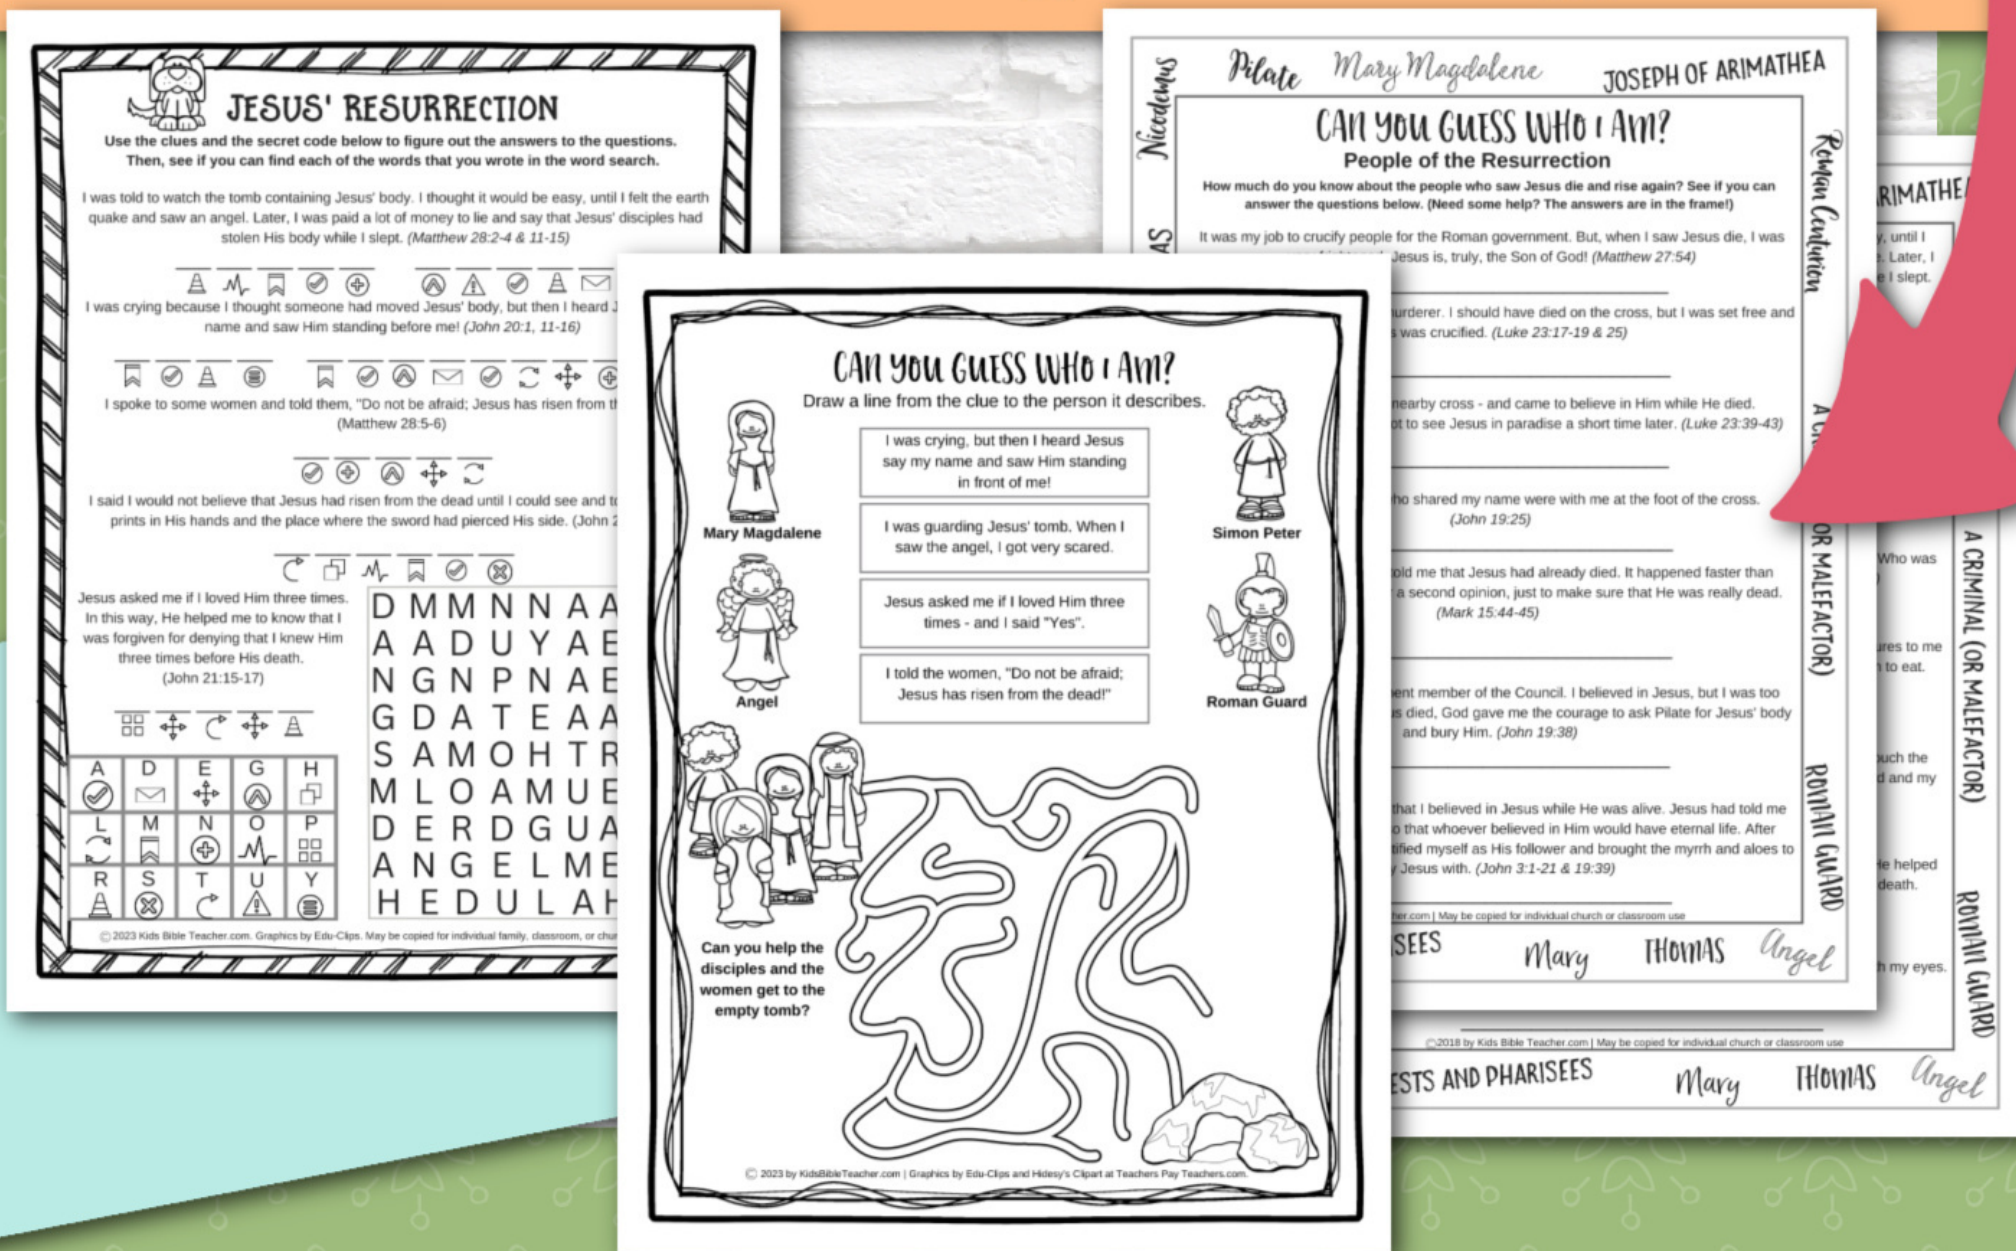 JESUS' RESURRECTION
Use the clues and the secret code below to figure out the answers to the questions.
Then, see if you can find each of the words that you wrote in the word search.
I was told to watch the tomb containing Jesus' body. I thought it would be easy, until I felt the earth
quake and saw an angel. Later, I was paid a lot of money to lie and say that Jesus' disciples had
stolen His body while I slept. (Matthew 28:2-4 & 11-15)
I was crying because I thought someone had moved Jesus' body, but then I heard
name and saw Him standing before me! (John 20:1, 11-16)
I spoke to some women and told them, "Do not be afraid; Jesus has risen from
(Matthew 28:5-6)
I said I would not believe that Jesus had risen from the dead until I could see and
prints in His hands and the place where the sword had pierced His side. (John
Jesus asked me if I loved Him three times.
In this way, He helped me to know that I
was forgiven for denying that I knew Him
three times before His death.
(John 21:15-17)
A D E G H
L M N O P
R S T U Y
D M M N N A A
A A D U Y A E
N G N P N A E
G D A T E A A
S A M O H T R
M L O A M U E
D E R D G U A
A N G E L M E
H E D U L A H
© 2023 Kids Bible Teacher.com. Graphics by Edu-Clips. May be copied for individual family, classroom, or
CAN YOU GUESS WHO I AM?
Draw a line from the clue to the person it describes.
I was crying, but then I heard Jesus
say my name and saw Him standing
in front of me!
I was guarding Jesus' tomb. When I
saw the angel, I got very scared.
Jesus asked me if I loved Him three
times - and I said "Yes".
I told the women, "Do not be afraid;
Jesus has risen from the dead!"
Mary Magdalene
Angel
Simon Peter
Roman Guard
Can you help the
disciples and the
women get to the
empty tomb?
© 2023 by KidsBibleTeacher.com | Graphics by Edu-Clips and Hidesy's Clipart at Teachers Pay Teachers.com.
Nicodemus
Pilate
Mary Magdalene
JOSEPH OF ARIMATHEA
Roman Centurion
CAN YOU GUESS WHO I AM?
People of the Resurrection
How much do you know about the people who saw Jesus die and rise again? See if you can
answer the questions below. (Need some help? The answers are in the frame!)
It was my job to crucify people for the Roman government. But, when I saw Jesus die, I was
Jesus is, truly, the Son of God! (Matthew 27:54)
I should have died on the cross, but I was set free and
was crucified. (Luke 23:17-19 & 25)
nearby cross - and came to believe in Him while He died.
to see Jesus in paradise a short time later. (Luke 23:39-43)
shared my name were with me at the foot of the cross.
(John 19:25)
told me that Jesus had already died. It happened faster than
a second opinion, just to make sure that He was really dead.
(Mark 15:44-45)
member of the Council. I believed in Jesus, but I was too
died, God gave me the courage to ask Pilate for Jesus' body
and bury Him. (John 19:38)
that I believed in Jesus while He was alive. Jesus had told me
that whoever believed in Him would have eternal life. After
myself as His follower and brought the myrrh and aloes to
Jesus with. (John 3:1-21 & 19:39)
| May be copied for individual church or classroom use
OR MALEFACTOR)
ROMAN GUARD
Mary
THOMAS
Angel
until I
Later, I
I slept.
Who was
to me
to eat.
the
and my
He helped
death.
my eyes.
A CRIMINAL (OR MALEFACTOR)
ROMAN GUARD
©2018 by Kids Bible Teacher.com | May be copied for individual church or classroom use
AND PHARISEES
Mary
THOMAS
Angel